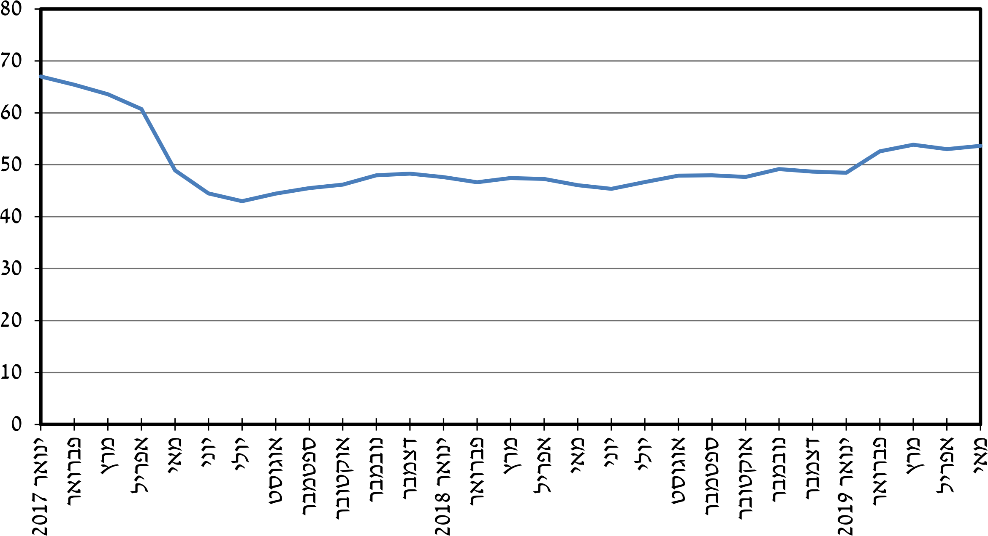 80
70
60
50
40
30
20
10
0
ינואר 2017
פברואר
מרץ
אפריל
מאי
יוני
יולי
אוגוסט
ספטמבר
אוקטובר
נובמבר
דצמבר
ינואר 2018
פברואר
מרץ
אפריל
מאי
יוני
יולי
אוגוסט
ספטמבר
אוקטובר
נובמבר
דצמבר
ינואר 2019
פברואר
מרץ
אפריל
מאי